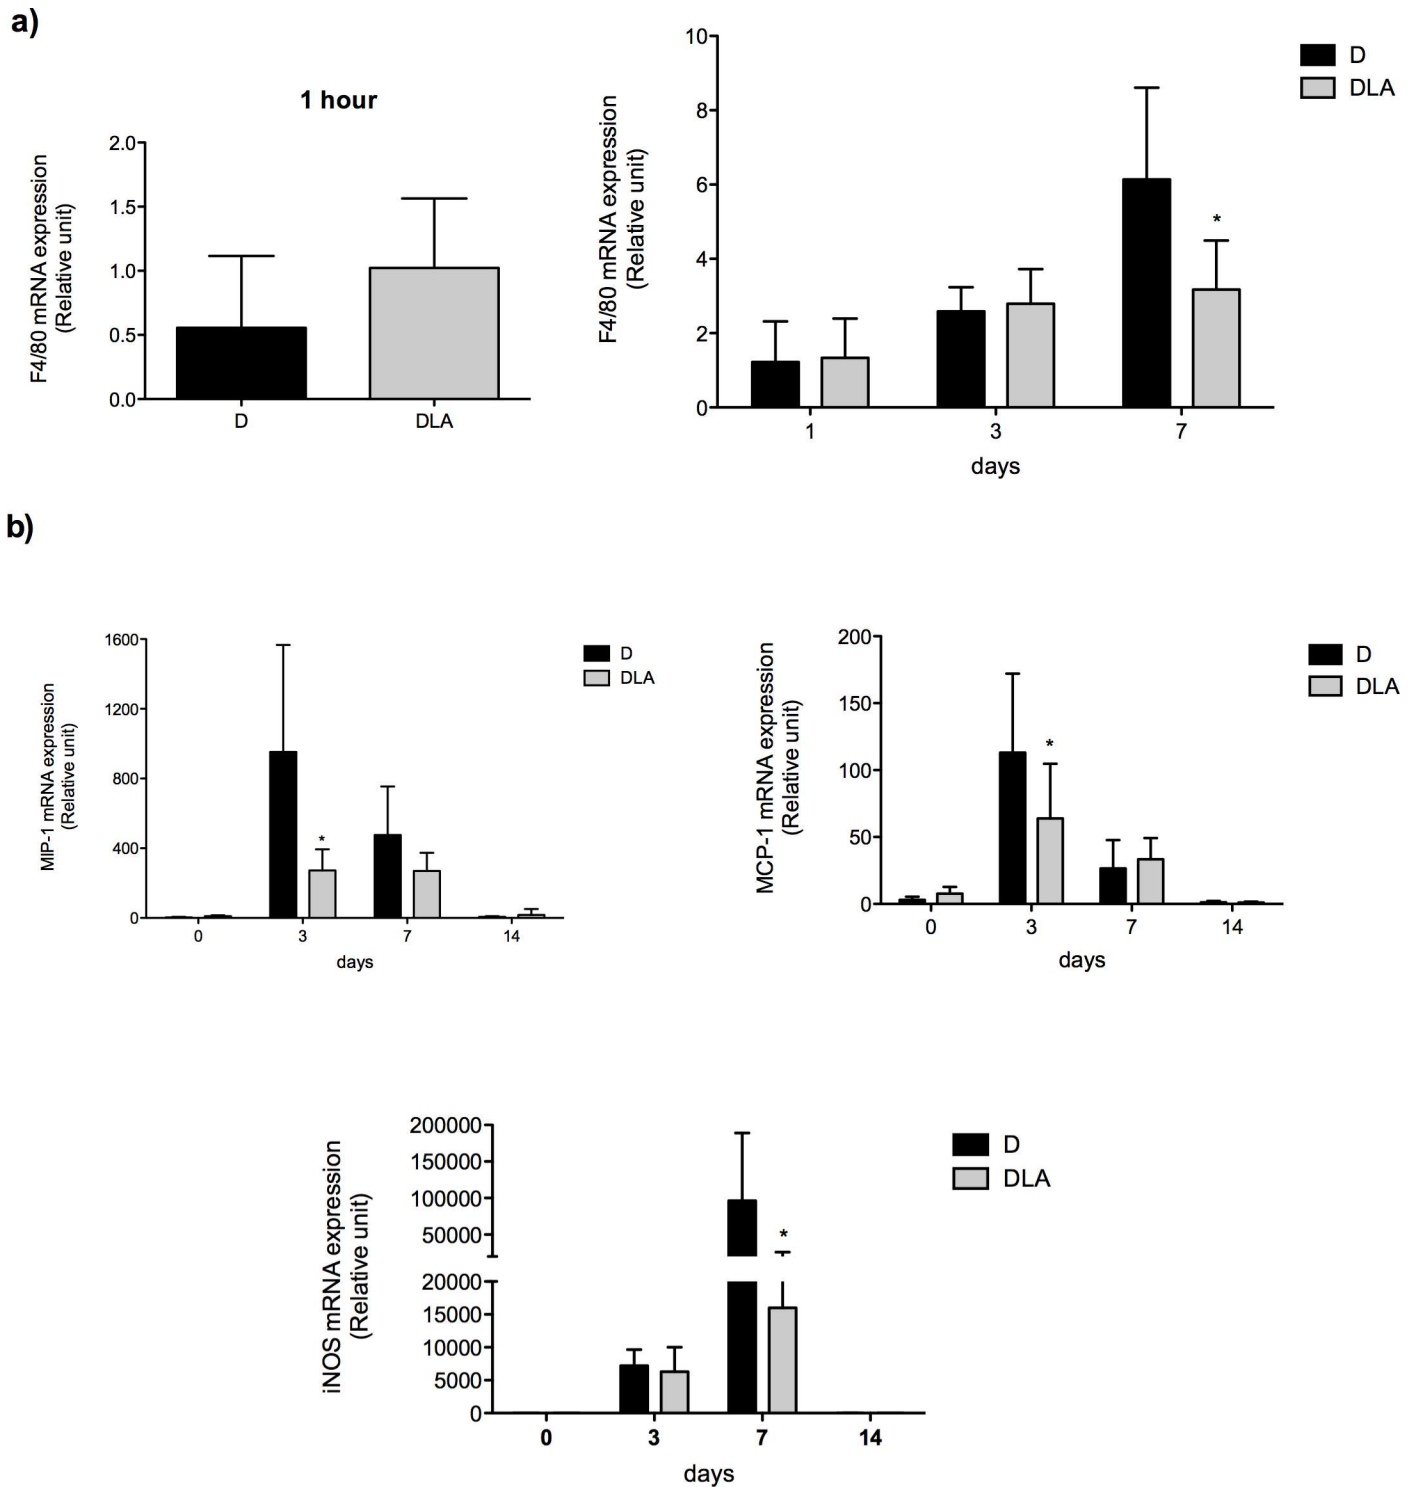 a)
1 hour
F4/80 mRNA expression
(Relative unit)
2.0
1.5
1.0
0.5
0.0
D
DLA
F4/80 mRNA expression
(Relative unit)
10
8
6
4
2
0
*
1
3
7
days
D
DLA
b)
MIP-1 mRNA expression
(Relative unit)
1600
1200
800
400
0
*
0
3
7
14
days
D
DLA
MCP-1 mRNA expression
(Relative unit)
200
150
100
50
0
*
0
3
7
14
days
D
DLA
iNOS mRNA expression
(Relative unit)
200000
150000
100000
50000
20000
15000
10000
5000
0
*
0
3
7
14
days
D
DLA